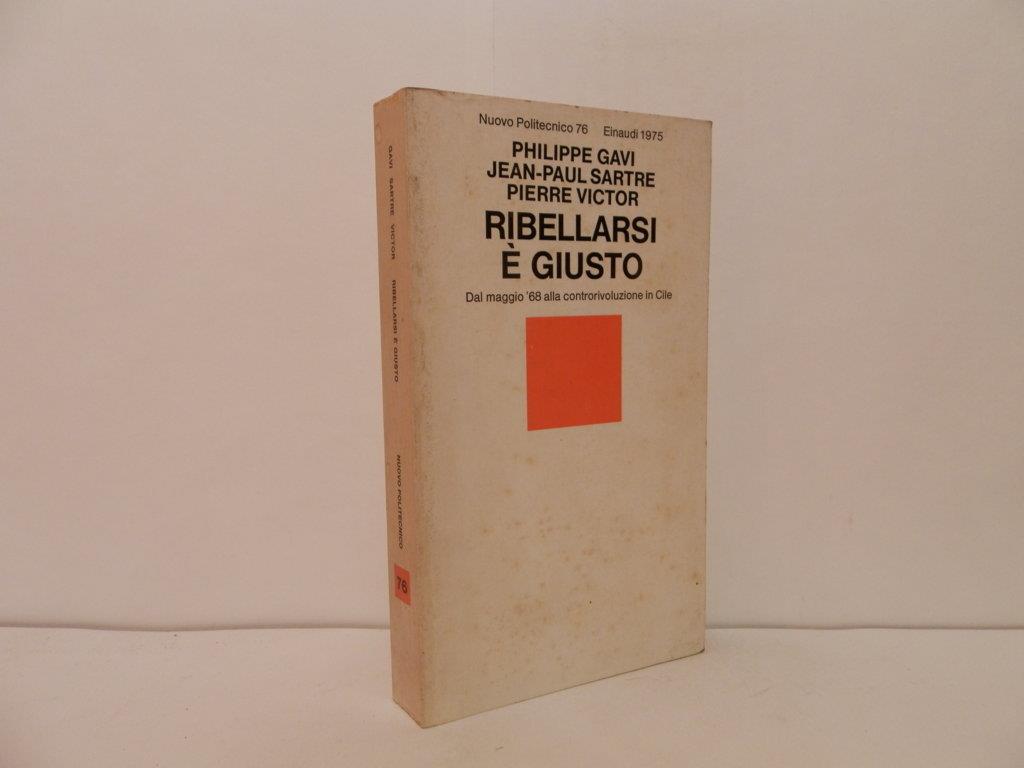 Nuovo Politecnico 76 Einaudi 1975
PHILIPPE GAVI
JEAN-PAUL SARTRE
PIERRE VICTOR
RIBELLARSI
È GIUSTO
Dal maggio '68 alla controrivoluzione in Cile
GAVI SARTRE VICTOR RIBELLARSI È GIUSTO NUOVO POLITECNICO 76